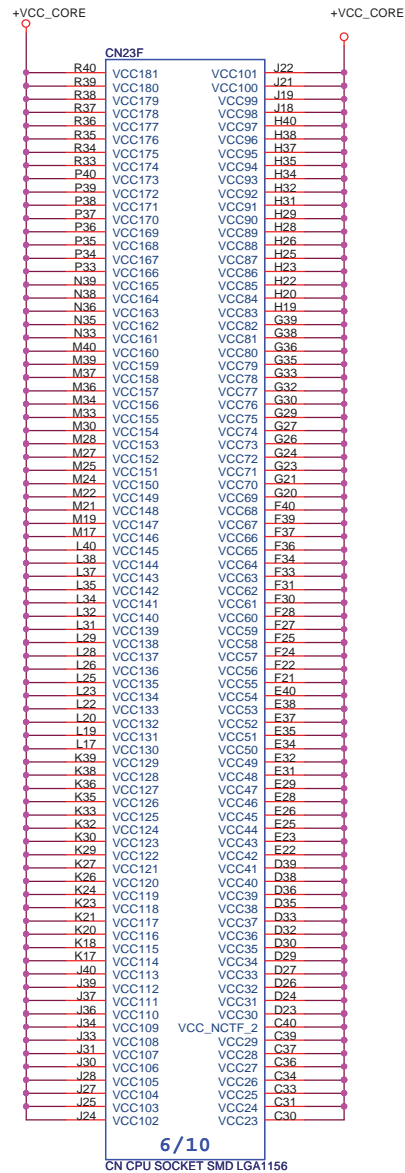 +VCC_CORE +VCC_CORE
CN23F
R40 VCC181 VCC101 J22
R39 VCC180 VCC100 J21
R38 VCC179 VCC99 J19
R37 VCC178 VCC98 J18
R36 VCC177 VCC97 H40
R35 VCC176 VCC96 H38
R34 VCC175 VCC95 H37
R33 VCC174 VCC94 H35
P40 VCC173 VCC93 H34
P39 VCC172 VCC92 H32
P38 VCC171 VCC91 H31
P37 VCC170 VCC90 H29
P36 VCC169 VCC89 H28
P35 VCC168 VCC88 H26
P34 VCC167 VCC87 H25
P33 VCC166 VCC86 H23
N39 VCC165 VCC85 H22
N38 VCC164 VCC84 H20
N36 VCC163 VCC83 H19
N35 VCC162 VCC82 G39
N33 VCC161 VCC81 G38
M40 VCC160 VCC80 G36
M39 VCC159 VCC79 G35
M37 VCC158 VCC78 G33
M36 VCC157 VCC77 G32
M34 VCC156 VCC76 G30
M33 VCC155 VCC75 G29
M30 VCC154 VCC74 G27
M28 VCC153 VCC73 G26
M27 VCC152 VCC72 G24
M25 VCC151 VCC71 G23
M24 VCC150 VCC70 G21
M22 VCC149 VCC69 G20
M21 VCC148 VCC68 F40
M19 VCC147 VCC67 F39
M17 VCC146 VCC66 F37
L40 VCC145 VCC65 F36
L38 VCC144 VCC64 F34
L37 VCC143 VCC63 F33
L35 VCC142 VCC62 F31
L34 VCC141 VCC61 F30
L32 VCC140 VCC60 F28
L31 VCC139 VCC59 F27
L29 VCC138 VCC58 F25
L28 VCC137 VCC57 F24
L26 VCC136 VCC56 F22
L25 VCC135 VCC55 F21
L23 VCC134 VCC54 E40
L22 VCC133 VCC53 E38
L20 VCC132 VCC52 E37
L19 VCC131 VCC51 E35
L17 VCC130 VCC50 E34
K39 VCC129 VCC49 E32
K38 VCC128 VCC48 E31
K36 VCC127 VCC47 E29
K35 VCC126 VCC46 E28
K33 VCC125 VCC45 E26
K32 VCC124 VCC44 E25
K30 VCC123 VCC43 E23
K29 VCC122 VCC42 E22
K27 VCC121 VCC41 D39
K26 VCC120 VCC40 D38
K24 VCC119 VCC39 D36
K23 VCC118 VCC38 D35
K21 VCC117 VCC37 D33
K20 VCC116 VCC36 D32
K18 VCC115 VCC35 D30
K17 VCC114 VCC34 D29
J40 VCC113 VCC33 D27
J39 VCC112 VCC32 D26
J37 VCC111 VCC31 D24
J36 VCC110 VCC30 D23
J34 VCC109 VCC_NCTF_2 C40
J33 VCC108 VCC29 C39
J31 VCC107 VCC28 C37
J30 VCC106 VCC27 C36
J28 VCC105 VCC26 C34
J27 VCC104 VCC25 C33
J25 VCC103 VCC24 C31
J24 VCC102 VCC23 C30
6/10
CN CPU SOCKET SMD LGA1156